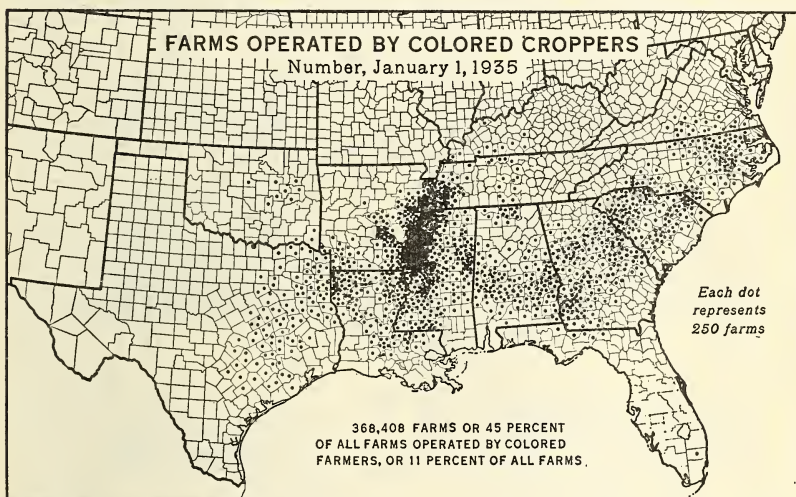 FARMS OPERATED BY COLORED CROPPERS
Number, January 1, 1935
Each dot
represents
250 farms
368,408 FARMS OR 45 PERCENT
OF ALL FARMS OPERATED BY COLORED
FARMERS, OR 11 PERCENT OF ALL FARMS.